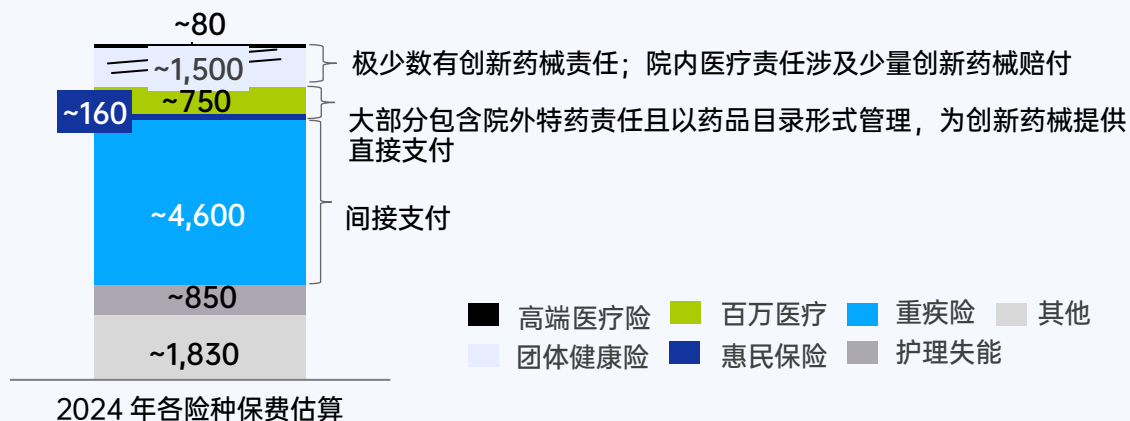 ~80
~1,500
极少数有创新药械责任；院内医疗责任涉及少量创新药械赔付
~750
~160
大部分包含院外特药责任且以药品目录形式管理，为创新药械提供
直接支付
~4,600
间接支付
~850
~1,830
高端医疗险
百万医疗
重疾险
其他
团体健康险
惠民保险
护理失能
2024 年各险种保费估算